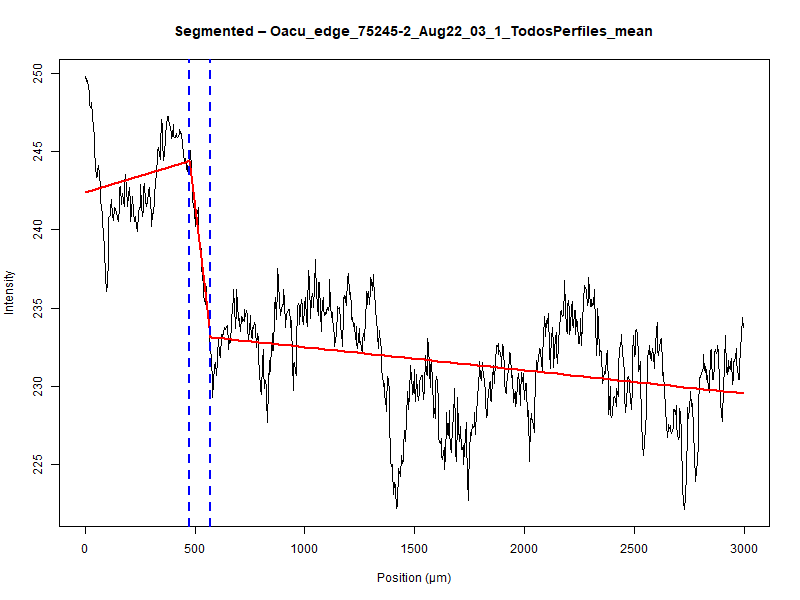 Segmented – Oacu_edge_75245-2_Aug22_03_1_TodosPerfiles_mean
Intensity
250
245
240
235
230
225
0 500 1000 1500 2000 2500 3000
Position (µm)